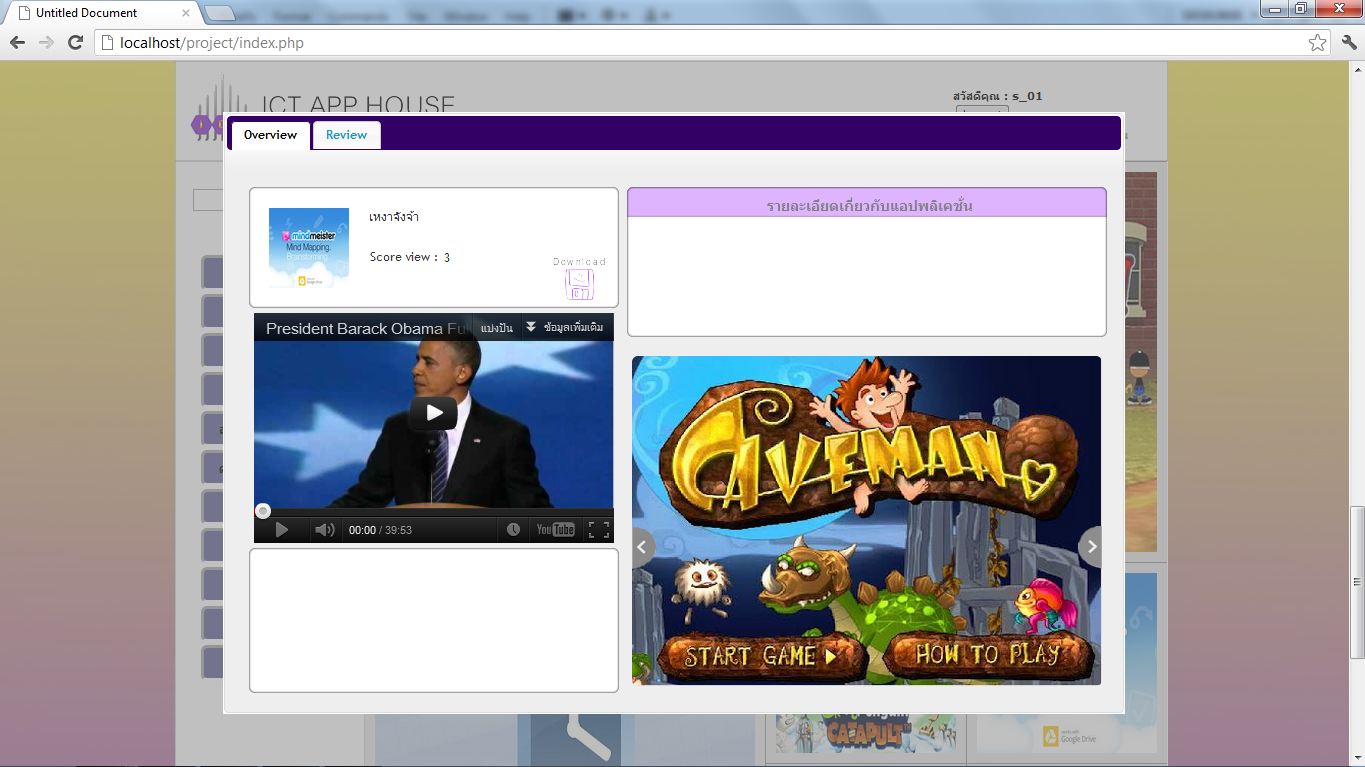 Untitled Document
localhost/project/index.php
ICT APP HOUSE
สวัสดีคุณ : s_01
Overview
Review
เหงาจังจ้า
Score view : 3
mindmeister
Mind Mapping.
Brainstorming.
Download
รายละเอียดเกี่ยวกับแอปพลิเคชั่น
President Barack Obama Fu
แบ่งปัน
ข้อมูลเพิ่มเติม
00:00 / 39:53
YouTube
CAVEMAN
START GAME
HOW TO PLAY
CATAPULT
works with
Google Drive